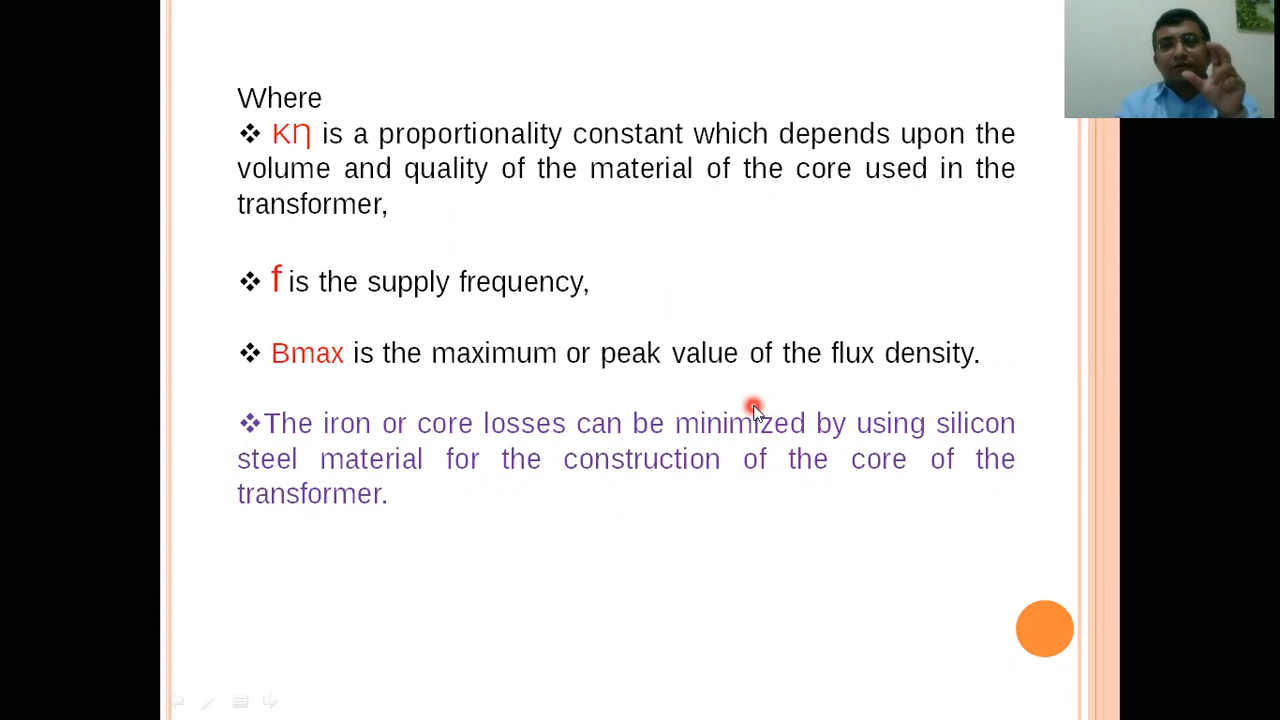 Where
❖ Kη is a proportionality constant which depends upon the
volume and quality of the material of the core used in the
transformer,
❖ f is the supply frequency,
❖ Bmax is the maximum or peak value of the flux density.
❖The iron or core losses can be minimized by using silicon
steel material for the construction of the core of the
transformer.